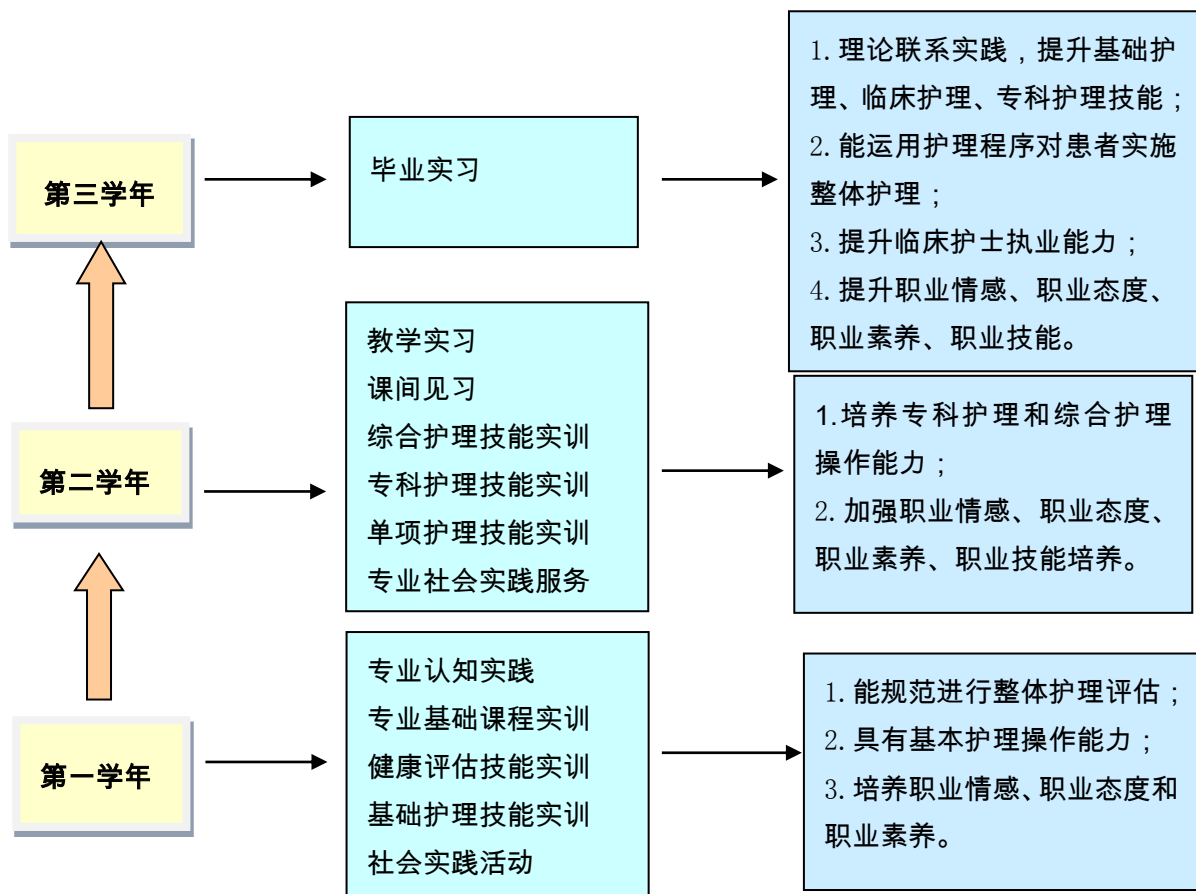 第三学年
毕业实习
1.理论联系实践，提升基础护
理、临床护理、专科护理技能；
2.能运用护理程序对患者实施
整体护理；
3.提升临床护士执业能力；
4.提升职业情感、职业态度、
职业素养、职业技能。
第二学年
教学实习
课间见习
综合护理技能实训
专科护理技能实训
单项护理技能实训
专业社会实践服务
1.培养专科护理和综合护理
操作能力；
2.加强职业情感、职业态度、
职业素养、职业技能培养。
第一学年
专业认知实践
专业基础课程实训
健康评估技能实训
基础护理技能实训
社会实践活动
1.能规范进行整体护理评估；
2.具有基本护理操作能力；
3.培养职业情感、职业态度和
职业素养。